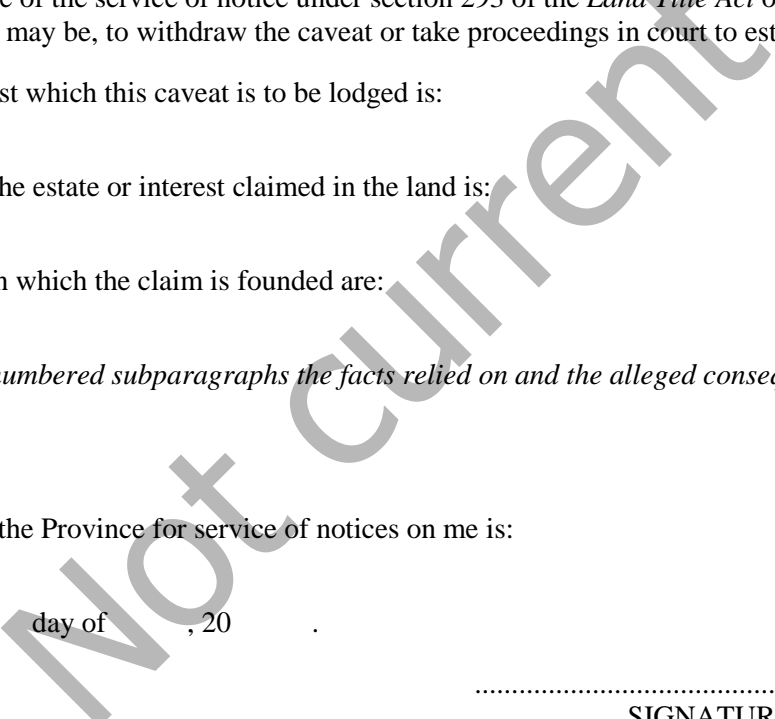 e of the service of notice under section 293 of the Land Title Act o
may be, to withdraw the caveat or take proceedings in court to est
st which this caveat is to be lodged is:
he estate or interest claimed in the land is:
n which the claim is founded are:
numbered subparagraphs the facts relied on and the alleged conseq
the Province for service of notices on me is:
day of , 20 .
........................................
SIGNATUR
Not current